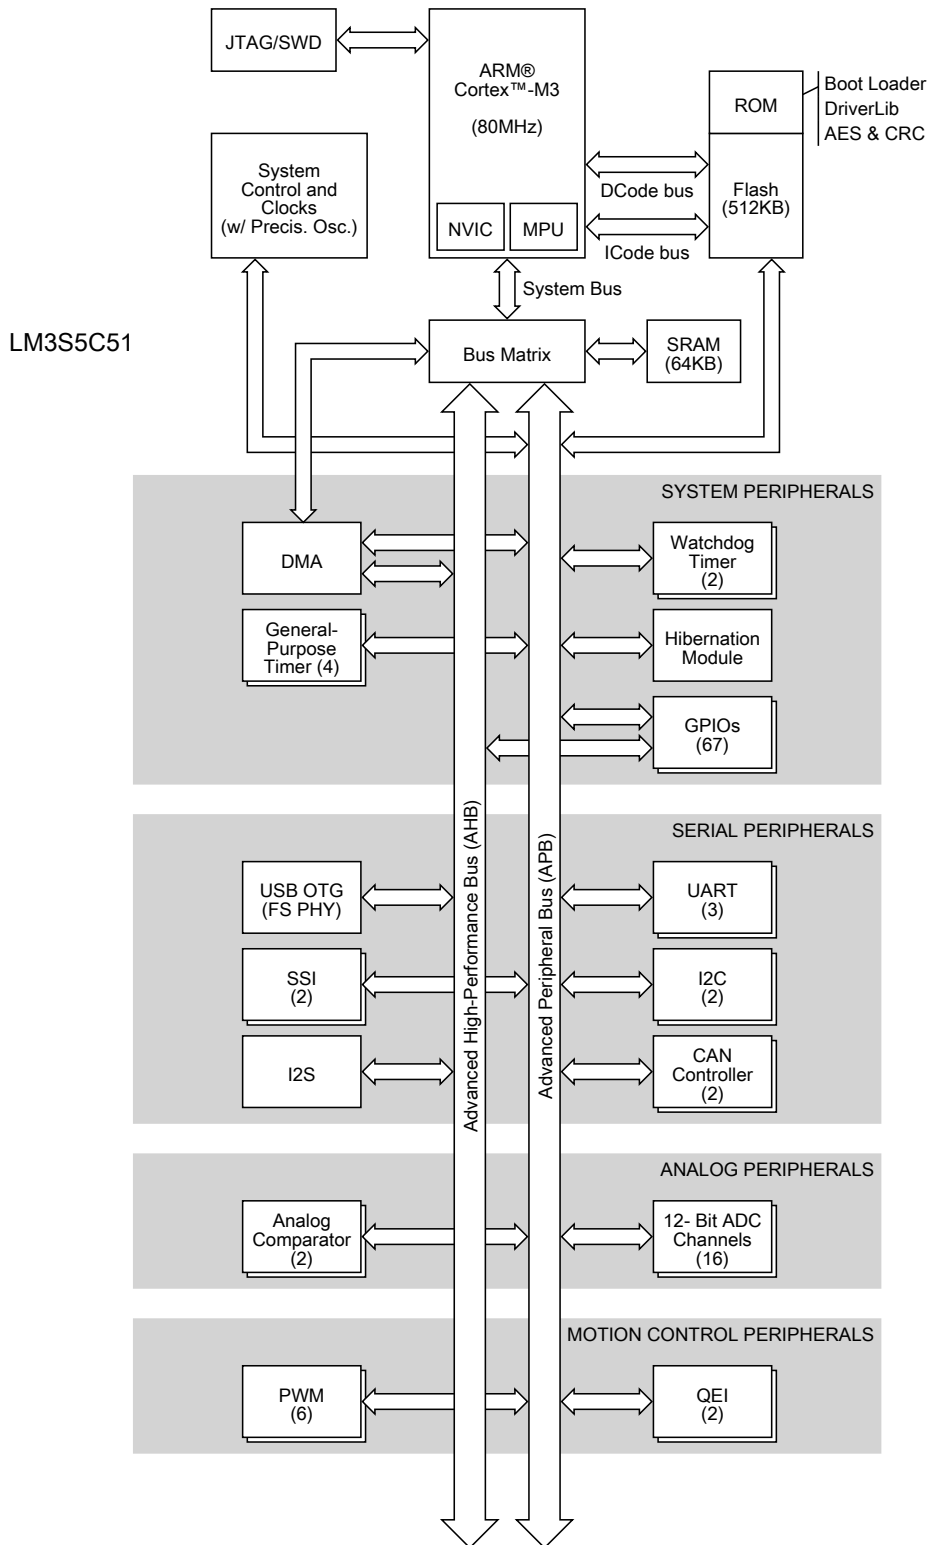 JTAG/SWD
ARM®
Cortex™-M3
(80MHz)
NVIC
MPU
ROM
Boot Loader
DriverLib
AES & CRC
System
Control and
Clocks
(w/ Precis. Osc.)
DCode bus
ICode bus
Flash
(512KB)
System Bus
LM3S5C51
Bus Matrix
SRAM
(64KB)
SYSTEM PERIPHERALS
DMA
Watchdog
Timer
(2)
General-
Purpose
Timer (4)
Hibernation
Module
GPIOs
(67)
Advanced High-Performance Bus (AHB)
Advanced Peripheral Bus (APB)
SERIAL PERIPHERALS
USB OTG
(FS PHY)
UART
(3)
SSI
(2)
I2C
(2)
I2S
CAN
Controller
(2)
ANALOG PERIPHERALS
Analog
Comparator
(2)
12- Bit ADC
Channels
(16)
MOTION CONTROL PERIPHERALS
PWM
(6)
QEI
(2)